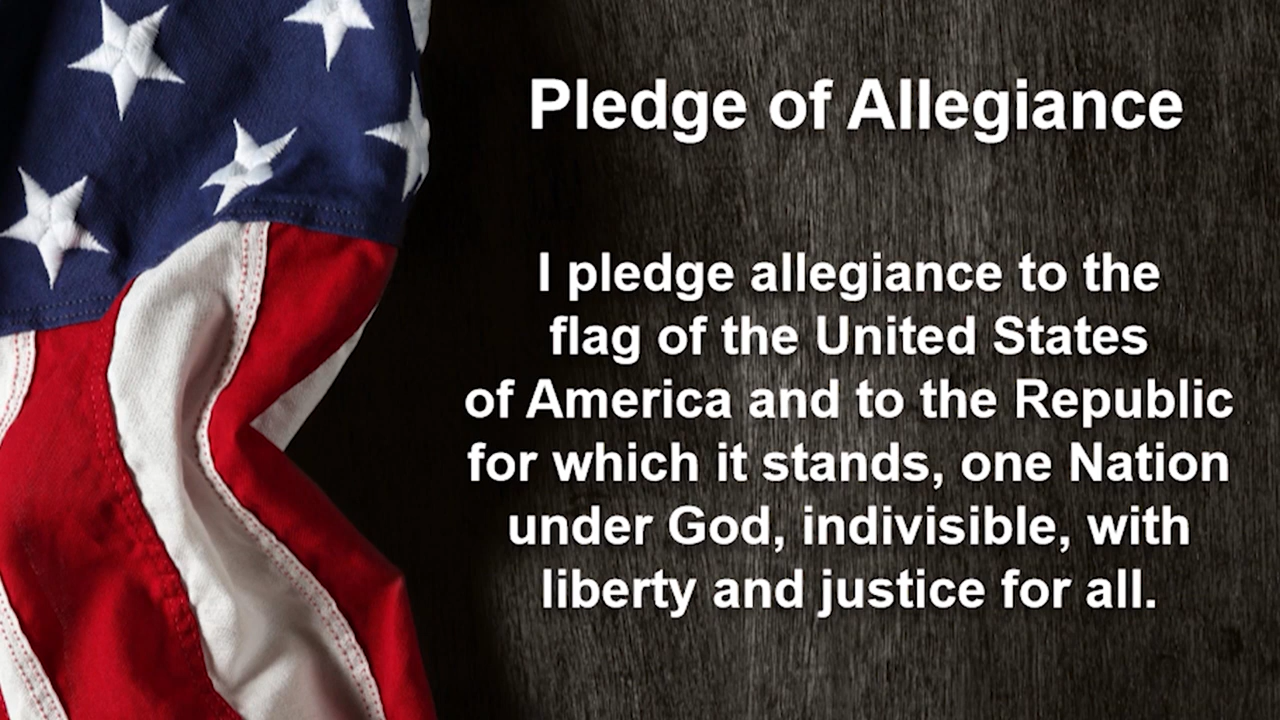 Pledge of Allegiance
I pledge allegiance to the
flag of the United States
of America and to the Republic
for which it stands, one Nation
under God, indivisible, with
liberty and justice for all.